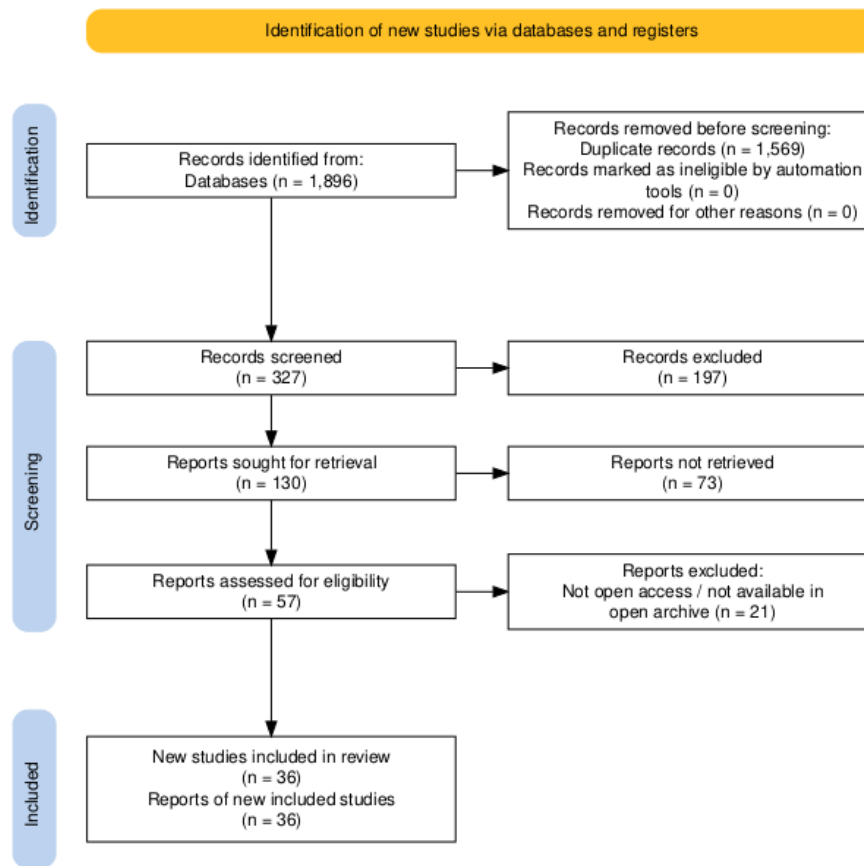 Identification of new studies via databases and registers
Identification
Records identified from:
Databases (n = 1,896)
Records removed before screening:
Duplicate records (n = 1,569)
Records marked as ineligible by automation
tools (n = 0)
Records removed for other reasons (n = 0)
Screening
Records screened
(n = 327)
Records excluded
(n = 197)
Reports sought for retrieval
(n = 130)
Reports not retrieved
(n = 73)
Reports assessed for eligibility
(n = 57)
Reports excluded:
Not open access / not available in
open archive (n = 21)
Included
New studies included in review
(n = 36)
Reports of new included studies
(n = 36)